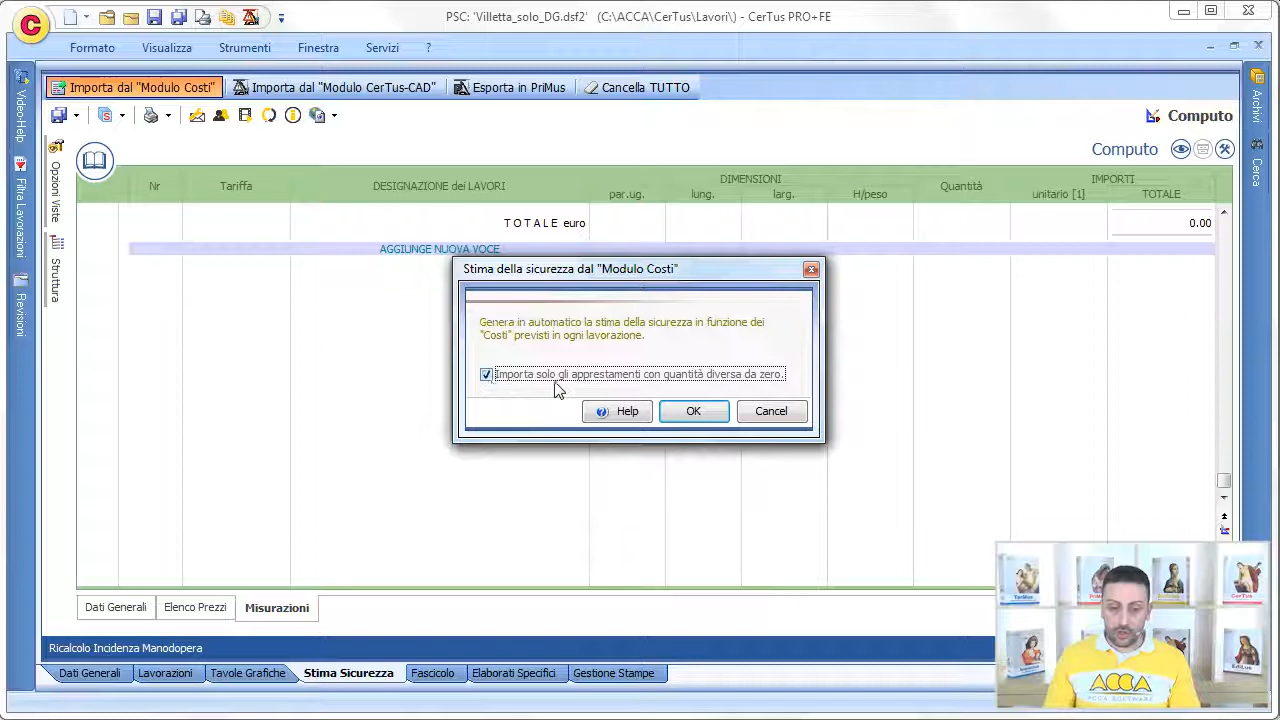 PSC: 'Villetta_solo_DG.dsf2' (C:\ACCA\CerTus\Lavori\) - CerTus PRO+FE
Formato Visualizza Strumenti Finestra Servizi ?
Importa dal "Modulo Costi" Importa dal "Modulo CerTus-CAD" Esporta in PriMus Cancella TUTTO
Computo
Computo
Video-Help
Filtra Lavorazioni
Revisioni
Opzioni Viste
Struttura
Archivi
Cerca
Nr Tariffa DESIGNAZIONE dei LAVORI DIMENSIONI Quantità IMPORTI
par.ug. lung. larg. H/peso unitario [1] TOTALE
T O T A L E euro 0.00
AGGIUNGE NUOVA VOCE
Stima della sicurezza dal "Modulo Costi"
Genera in automatico la stima della sicurezza in funzione dei
"Costi" previsti in ogni lavorazione.
Importa solo gli apprestamenti con quantità diversa da zero.
Help OK Cancel
Dati Generali Elenco Prezzi Misurazioni
Ricalcolo Incidenza Manodopera
Dati Generali Lavorazioni Tavole Grafiche Stima Sicurezza Fascicolo Elaborati Specifici Gestione Stampe
TerMus
CerTus
EdiLus
ACCA
ACCA SOFTWARE